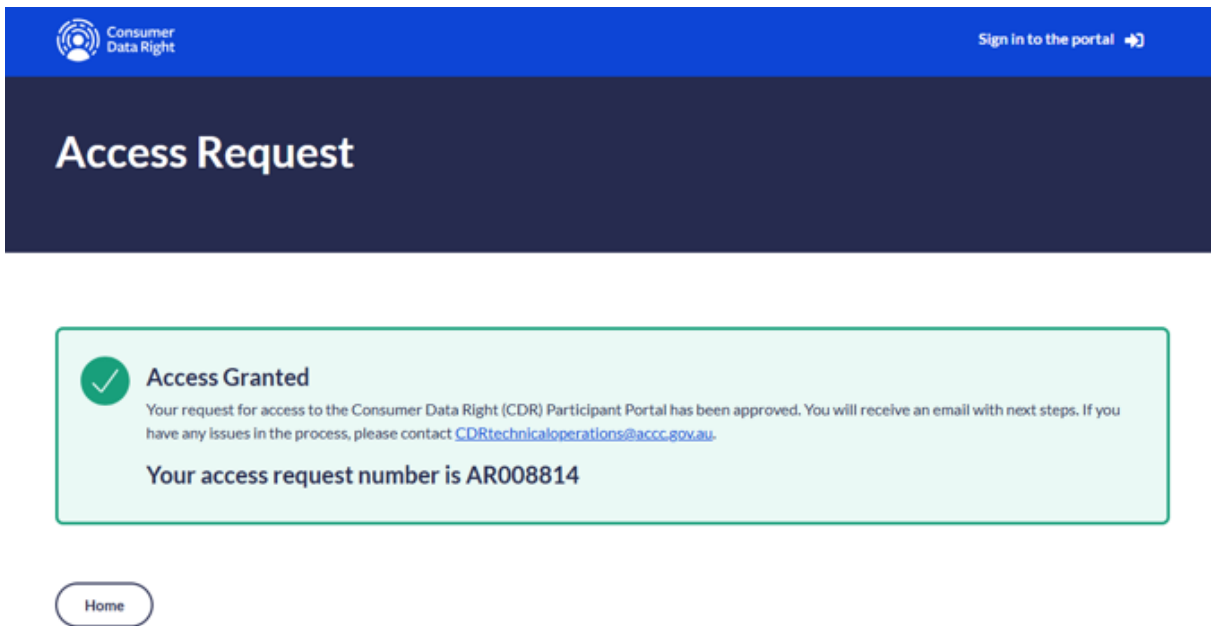 Consumer
Data Right
Sign in to the portal
Access Request
Access Granted
Your request for access to the Consumer Data Right (CDR) Participant Portal has been approved. You will receive an email with next steps. If you
have any issues in the process, please contact CDRtechnicaloperations@accc.gov.au.
Your access request number is AR008814
Home